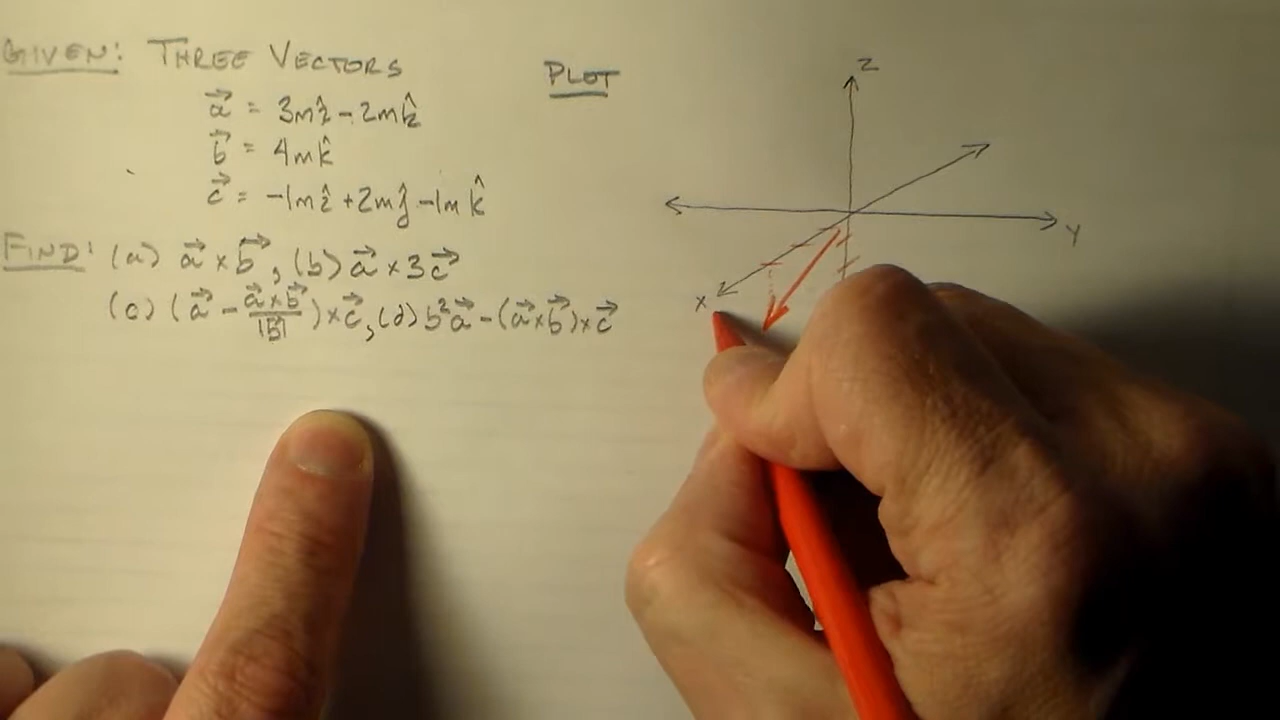 GIVEN: THREE VECTORS
a⃗ = 3m î - 2m k̂
b⃗ = 4m k̂
c⃗ = -1m î + 2m ĵ - 1m k̂
FIND: (a) a⃗ × b⃗, (b) a⃗ × 3c⃗
(c) (a⃗ - (a⃗ × b⃗)/|b⃗|) × c⃗, (d) b²a⃗ - (a⃗ × b⃗) × c⃗
PLOT
Z
Y
X